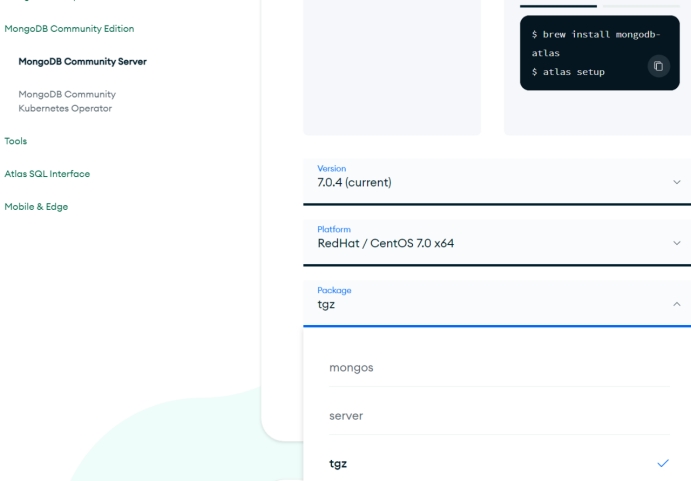 MongoDB Community Edition
MongoDB Community Server
MongoDB Community
Kubernetes Operator
Tools
Atlas SQL Interface
Mobile & Edge
$ brew install mongodb-
atlas
$ atlas setup
Version
7.0.4 (current)
Platform
RedHat / CentOS 7.0 x64
Package
tgz
mongos
server
tgz